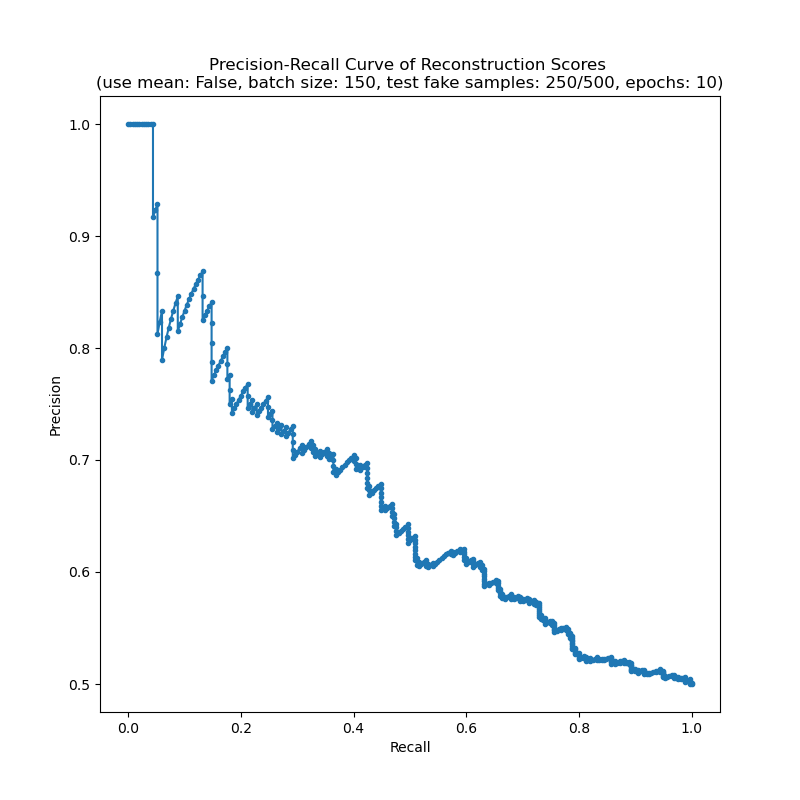 Precision-Recall Curve of Reconstruction Scores
(use mean: False, batch size: 150, test fake samples: 250/500, epochs: 10)
1.0
0.9
0.8
0.7
0.6
0.5
Precision
0.0 0.2 0.4 0.6 0.8 1.0
Recall